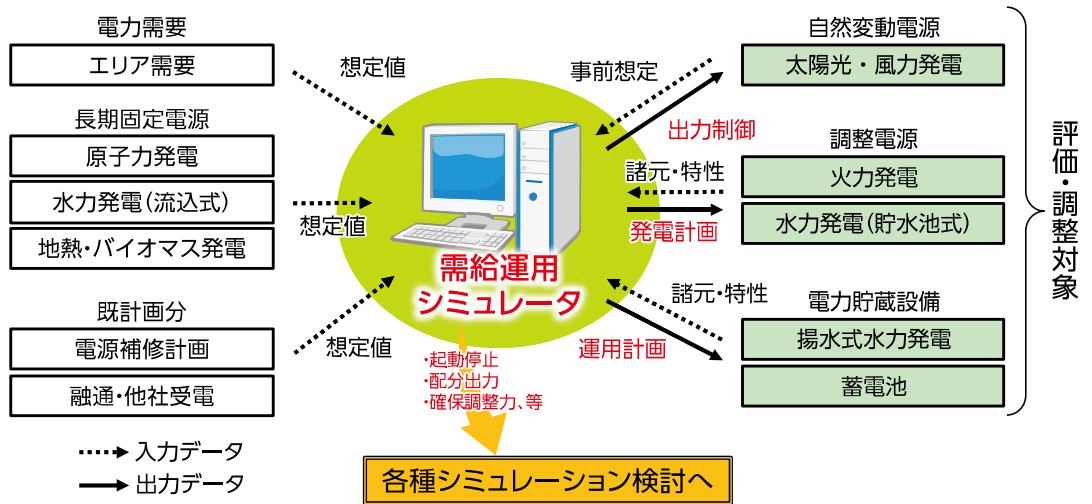 電力需要
エリア需要
長期固定電源
原子力発電
水力発電(流込式)
地熱・バイオマス発電
既計画分
電源補修計画
融通・他社受電
入力データ
出力データ
想定値
想定値
想定値
需給運用
シミュレータ
・起動停止
・配分出力
・確保調整力、等
各種シミュレーション検討へ
事前想定
出力制御
諸元・特性
発電計画
諸元・特性
運用計画
自然変動電源
太陽光・風力発電
調整電源
火力発電
水力発電(貯水池式)
電力貯蔵設備
揚水式水力発電
蓄電池
評価・調整対象